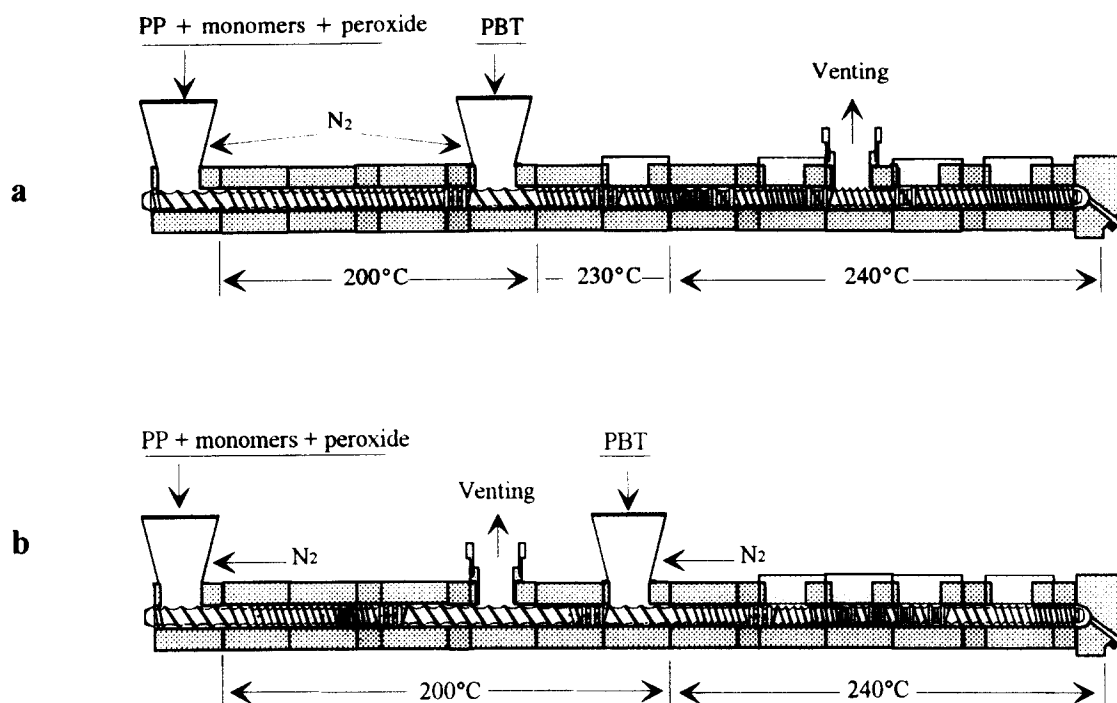 a
PP + monomers + peroxide
PBT
Venting
N₂
200°C
230°C
240°C
b
PP + monomers + peroxide
PBT
Venting
N₂
N₂
200°C
240°C